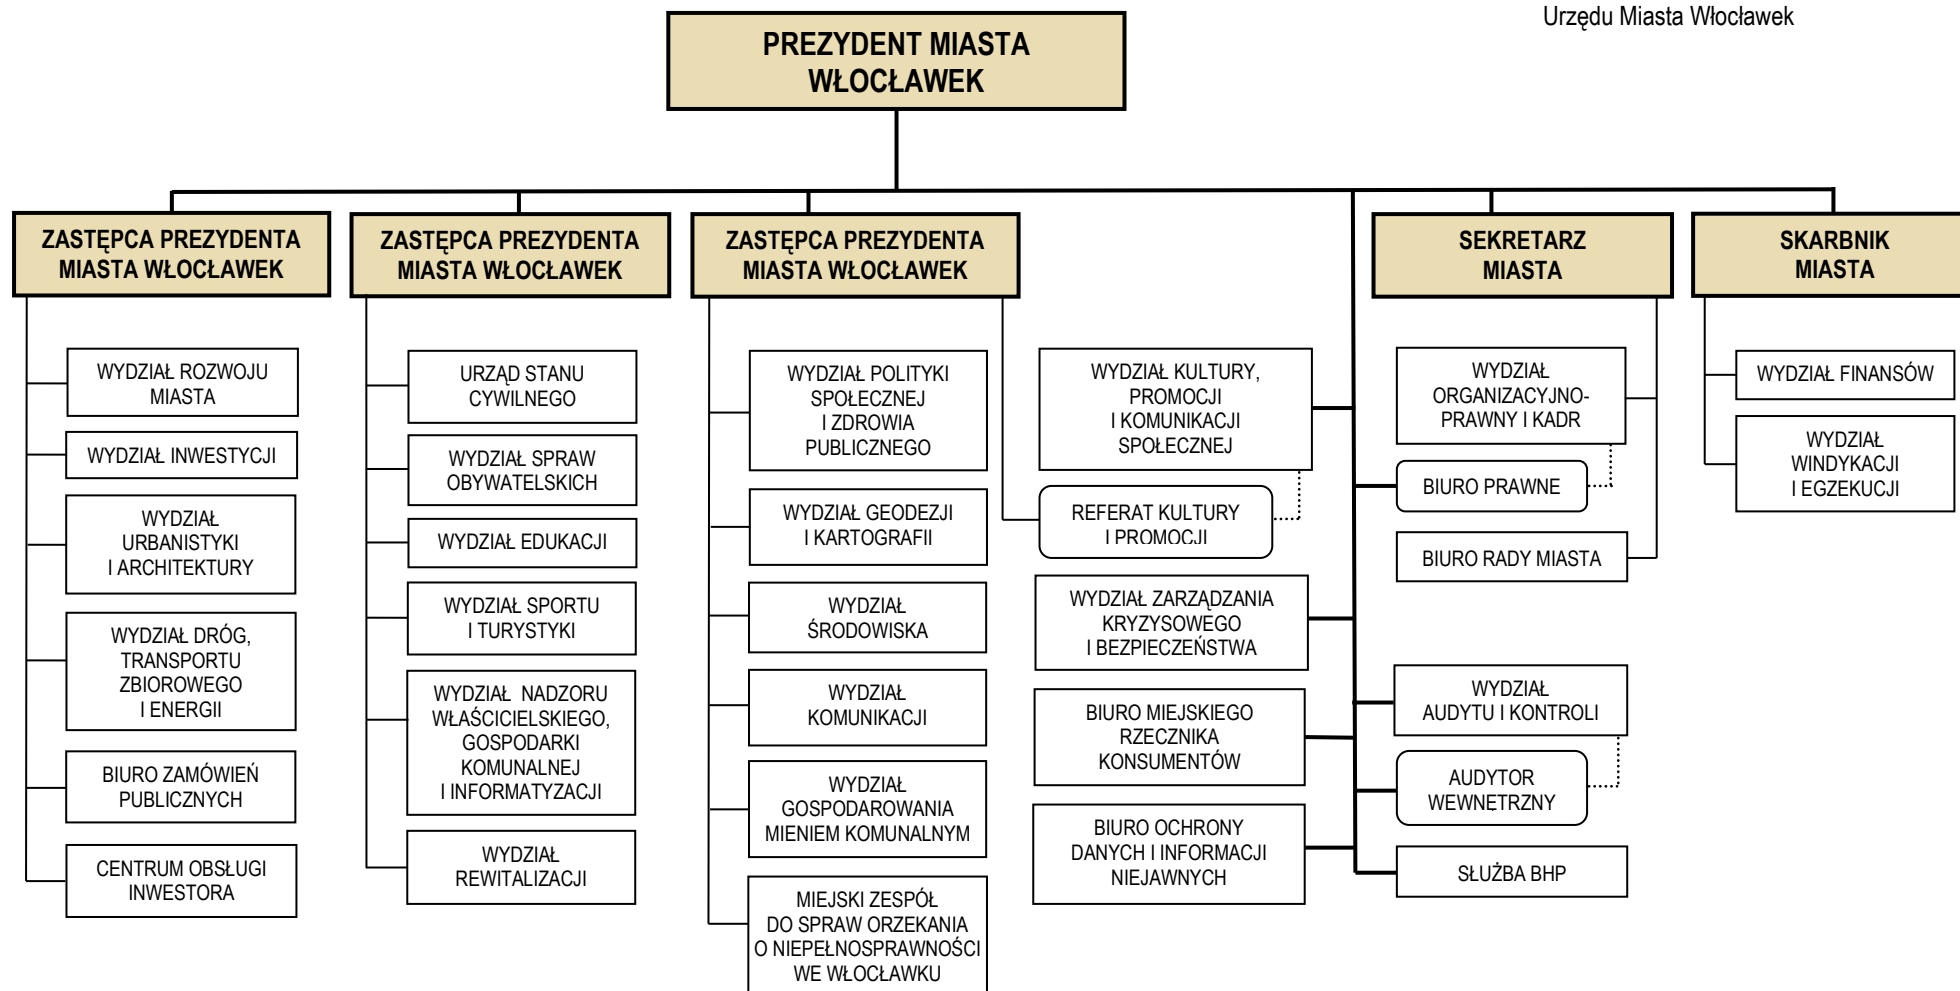 Urzędu Miasta Włocławek
PREZYDENT MIASTA
WŁOCŁAWEK
ZASTĘPCA PREZYDENTA
MIASTA WŁOCŁAWEK
ZASTĘPCA PREZYDENTA
MIASTA WŁOCŁAWEK
ZASTĘPCA PREZYDENTA
MIASTA WŁOCŁAWEK
SEKRETARZ
MIASTA
SKARBNIK
MIASTA
WYDZIAŁ ROZWOJU
MIASTA
WYDZIAŁ INWESTYCJI
WYDZIAŁ
URBANISTYKI
I ARCHITEKTURY
WYDZIAŁ DRÓG,
TRANSPORTU
ZBIOROWEGO
I ENERGII
BIURO ZAMÓWIEŃ
PUBLICZNYCH
CENTRUM OBSŁUGI
INWESTORA
URZĄD STANU
CYWILNEGO
WYDZIAŁ SPRAW
OBYWATELSKICH
WYDZIAŁ EDUKACJI
WYDZIAŁ SPORTU
I TURYSTYKI
WYDZIAŁ NADZORU
WŁAŚCICIELSKIEGO,
GOSPODARKI
KOMUNALNEJ
I INFORMATYZACJI
WYDZIAŁ
REWITALIZACJI
WYDZIAŁ POLITYKI
SPOŁECZNEJ
I ZDROWIA
PUBLICZNEGO
WYDZIAŁ GEODEZJI
I KARTOGRAFII
WYDZIAŁ
ŚRODOWISKA
WYDZIAŁ
KOMUNIKACJI
WYDZIAŁ
GOSPODAROWANIA
MIENIEM KOMUNALNYM
MIEJSKI ZESPÓŁ
DO SPRAW ORZEKANIA
O NIEPEŁNOSPRAWNOŚCI
WE WŁOCŁAWKU
WYDZIAŁ KULTURY,
PROMOCJI
I KOMUNIKACJI
SPOŁECZNEJ
REFERAT KULTURY
I PROMOCJI
WYDZIAŁ ZARZĄDZANIA
KRYZYSOWEGO
I BEZPIECZEŃSTWA
BIURO MIEJSKIEGO
RZECZNIKA
KONSUMENTÓW
BIURO OCHRONY
DANYCH I INFORMACJI
NIEJAWNYCH
WYDZIAŁ
ORGANIZACYJNO-
PRAWNY I KADR
BIURO PRAWNE
BIURO RADY MIASTA
WYDZIAŁ
AUDYTU I KONTROLI
AUDYTOR
WEWNĘTRZNY
SŁUŻBA BHP
WYDZIAŁ FINANSÓW
WYDZIAŁ
WINDYKACJI
I EGZEKUCJI